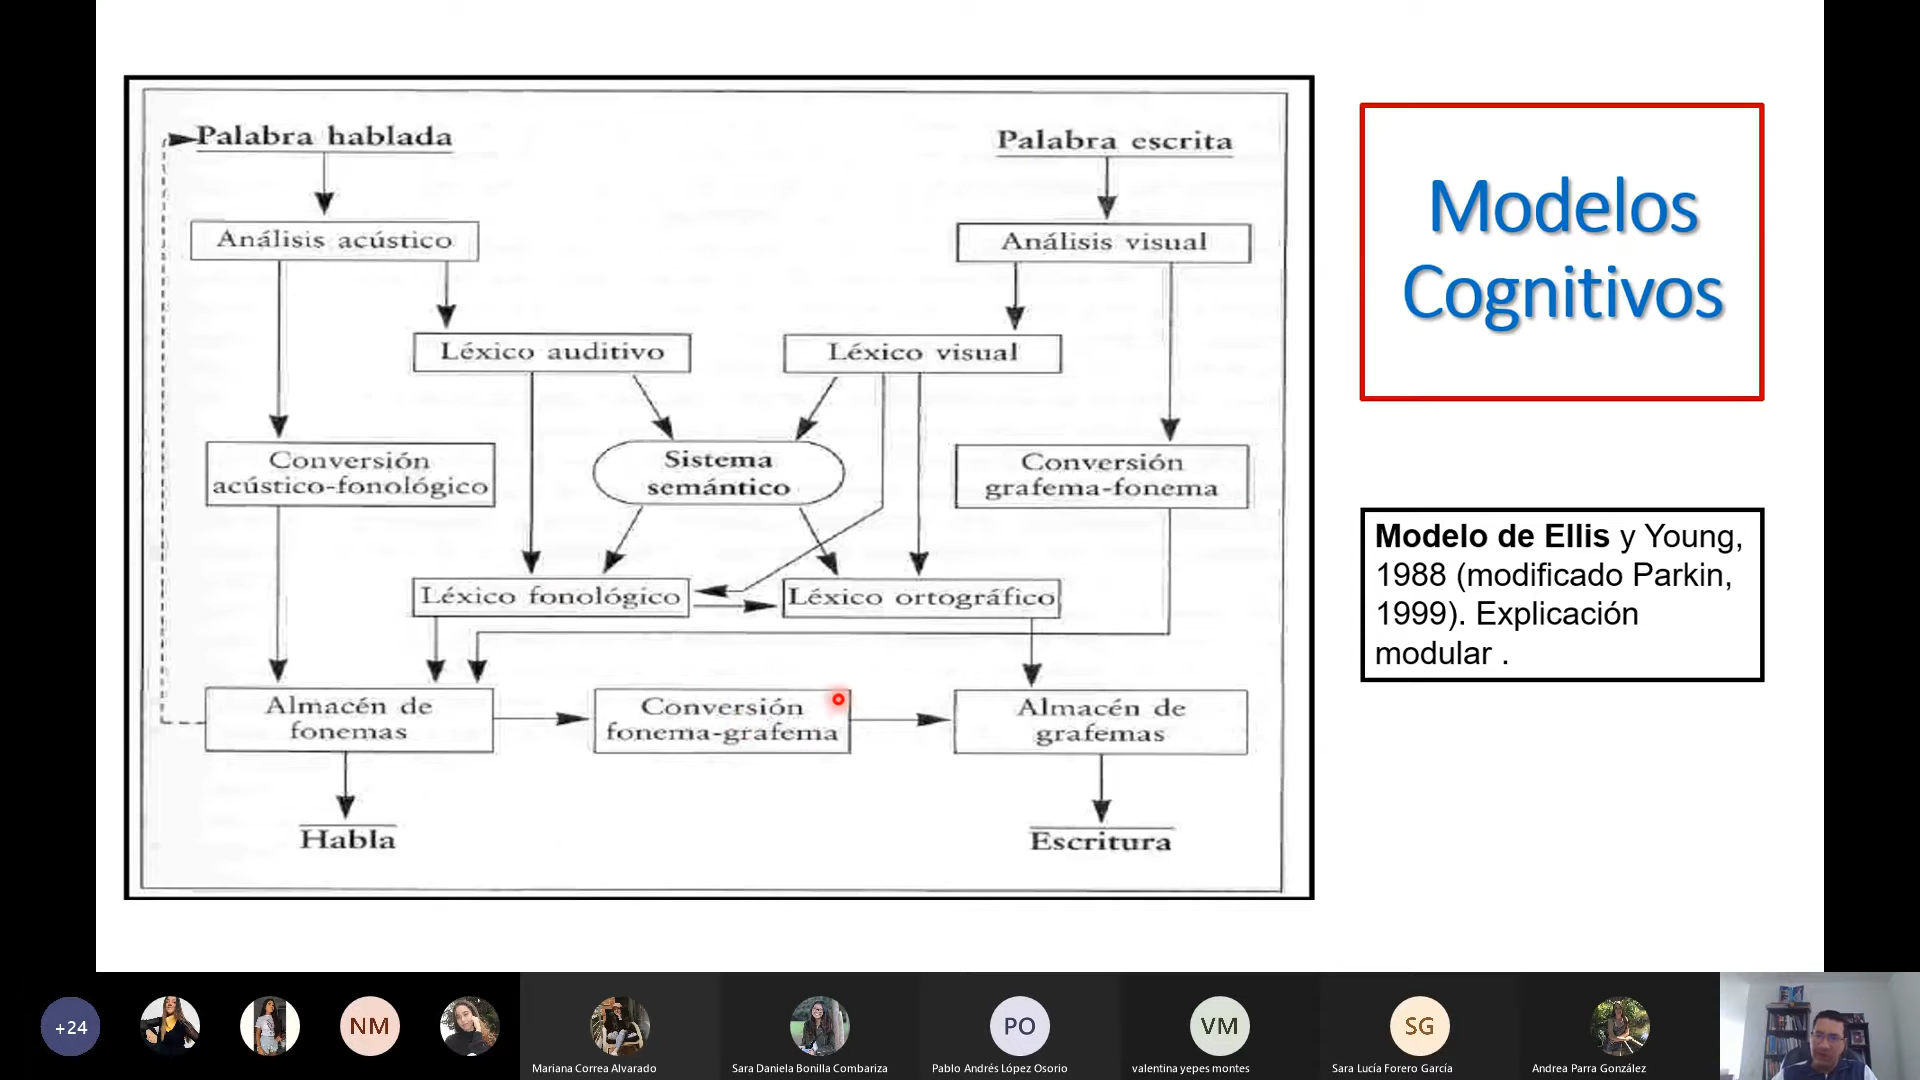 Palabra hablada
Palabra escrita
Análisis acústico
Análisis visual
Léxico auditivo
Léxico visual
Conversión
acústico-fonológico
Sistema
semántico
Conversión
grafema-fonema
Léxico fonológico
Léxico ortográfico
Almacén de
fonemas
Conversión
fonema-grafema
Almacén de
grafemas
Habla
Escritura
Modelos
Cognitivos
Modelo de Ellis y Young,
1988 (modificado Parkin,
1999). Explicación
modular .
+24
NM
PO
VM
SG
Mariana Correa Alvarado
Sara Daniela Bonilla Combariza
Pablo Andrés López Osorio
valentina yepes montes
Sara Lucía Forero García
Andrea Parra González